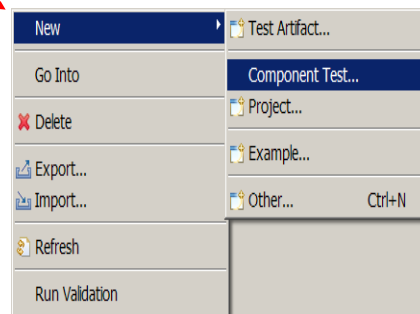 New
Go Into
Delete
Export...
Import...
Refresh
Run Validation
Test Artifact...
Component Test...
Project...
Example...
Other... Ctrl+N